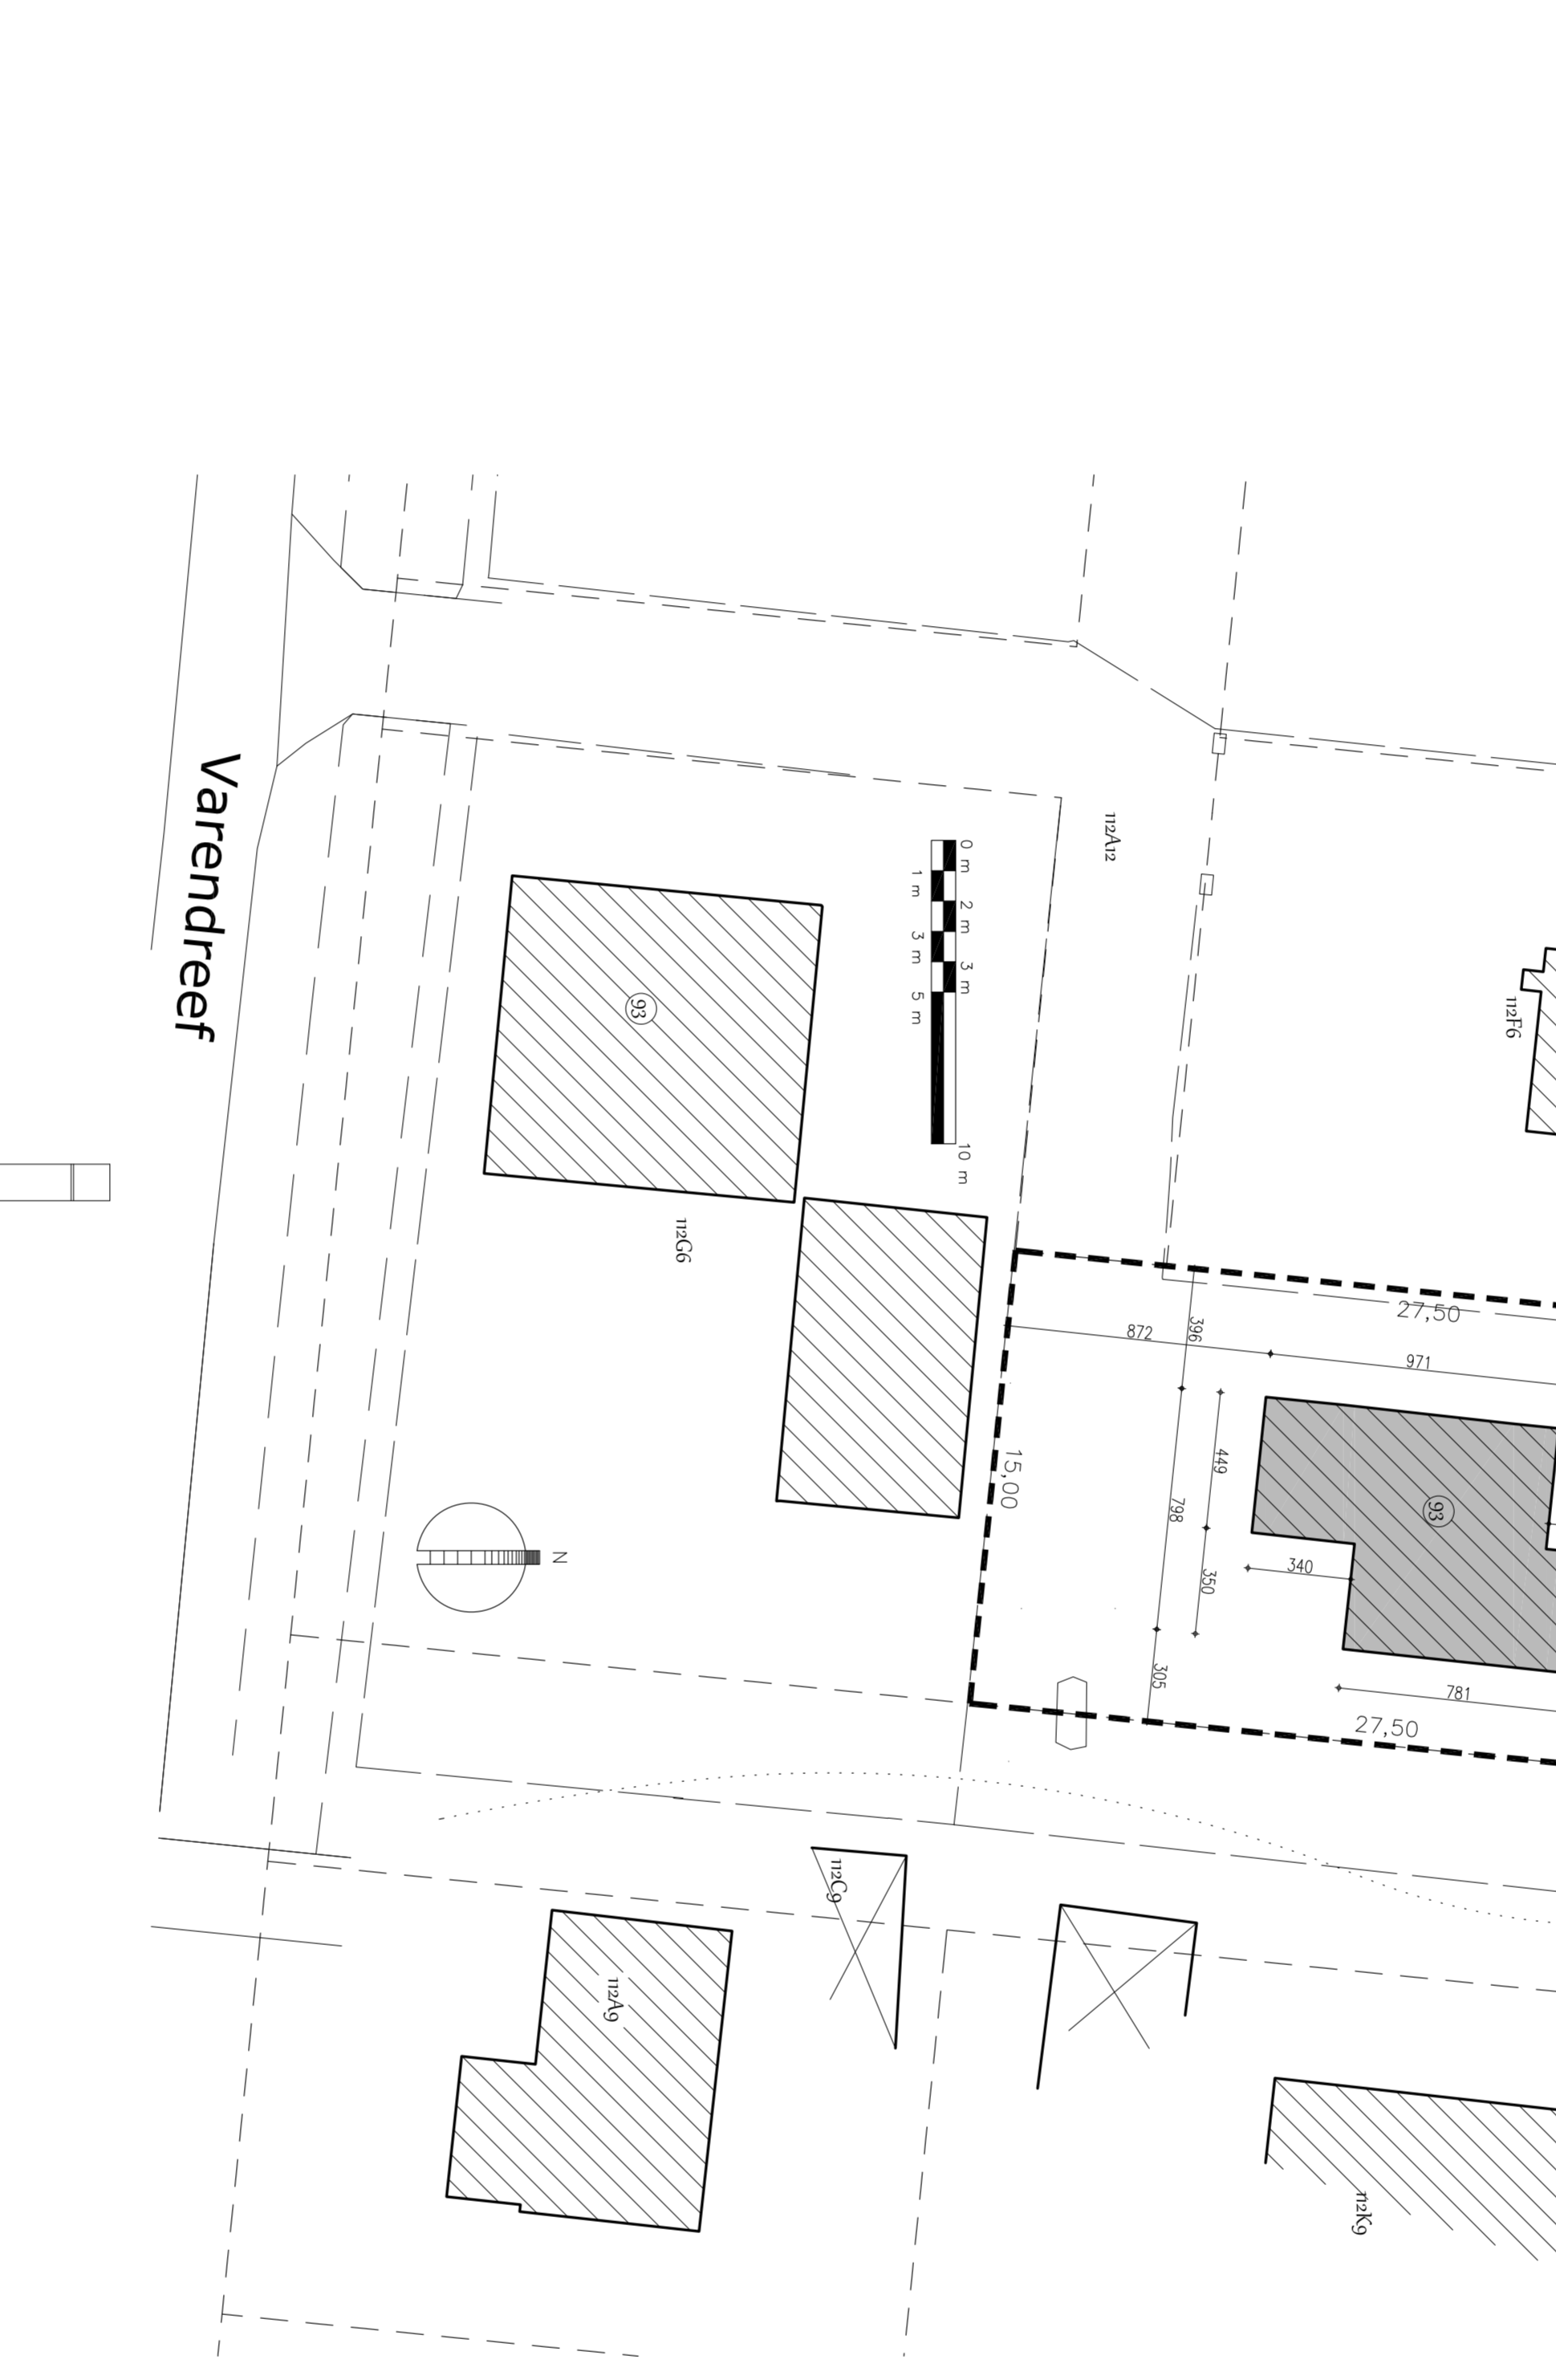 Varendreef
112A12
0 m
1 m
2 m
3 m
3 m
5 m
10 m
93
112G6
112F6
27,50
872
396
971
15,00
449
798
93
350
340
305
781
27,50
N
112C9
112A9
112K9